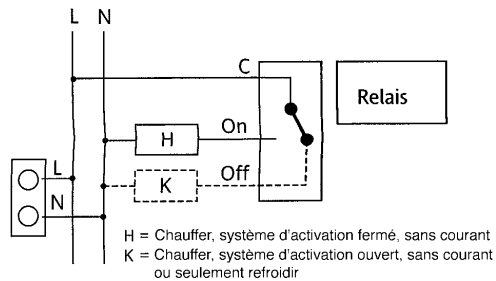 L N
C
Relais
On
H
L
Off
K
N
H = Chauffer, système d'activation fermé, sans courant
K = Chauffer, système d'activation ouvert, sans courant
ou seulement refroidir